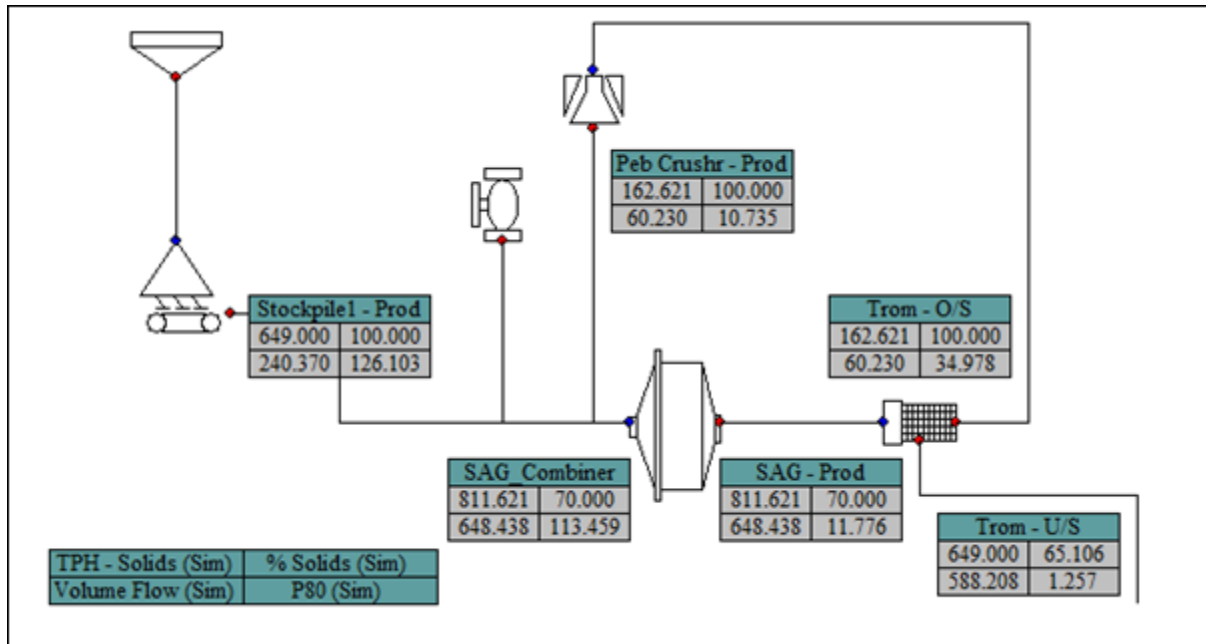 Peb Crushr - Prod
162.621 100.000
60.230 10.735
Stockpile1 - Prod
649.000 100.000
240.370 126.103
Trom - O/S
162.621 100.000
60.230 34.978
SAG_Combiner
811.621 70.000
648.438 113.459
SAG - Prod
811.621 70.000
648.438 11.776
Trom - U/S
649.000 65.106
588.208 1.257
TPH - Solids (Sim) % Solids (Sim)
Volume Flow (Sim) P80 (Sim)